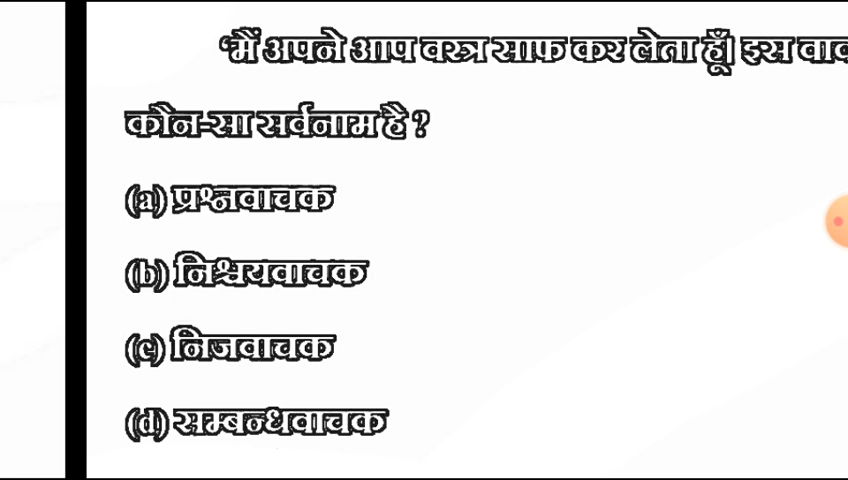 ‘मैं अपने आप वस्त्र साफ कर लेता हूँ। इस
कौन-सा सर्वनाम है ?
(a) प्रश्नवाचक
(b) निश्चयवाचक
(c) निजवाचक
(d) सम्बन्धवाचक